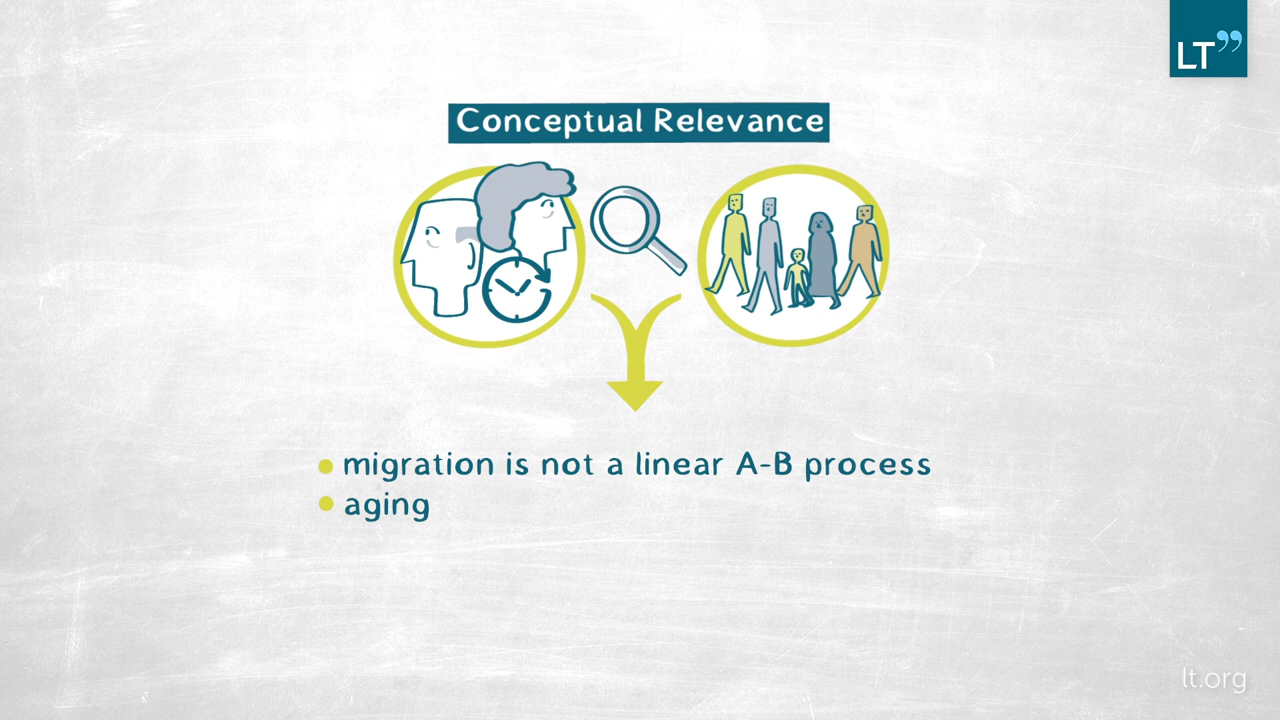 LT”
Conceptual Relevance
migration is not a linear A-B process
aging
lt.org